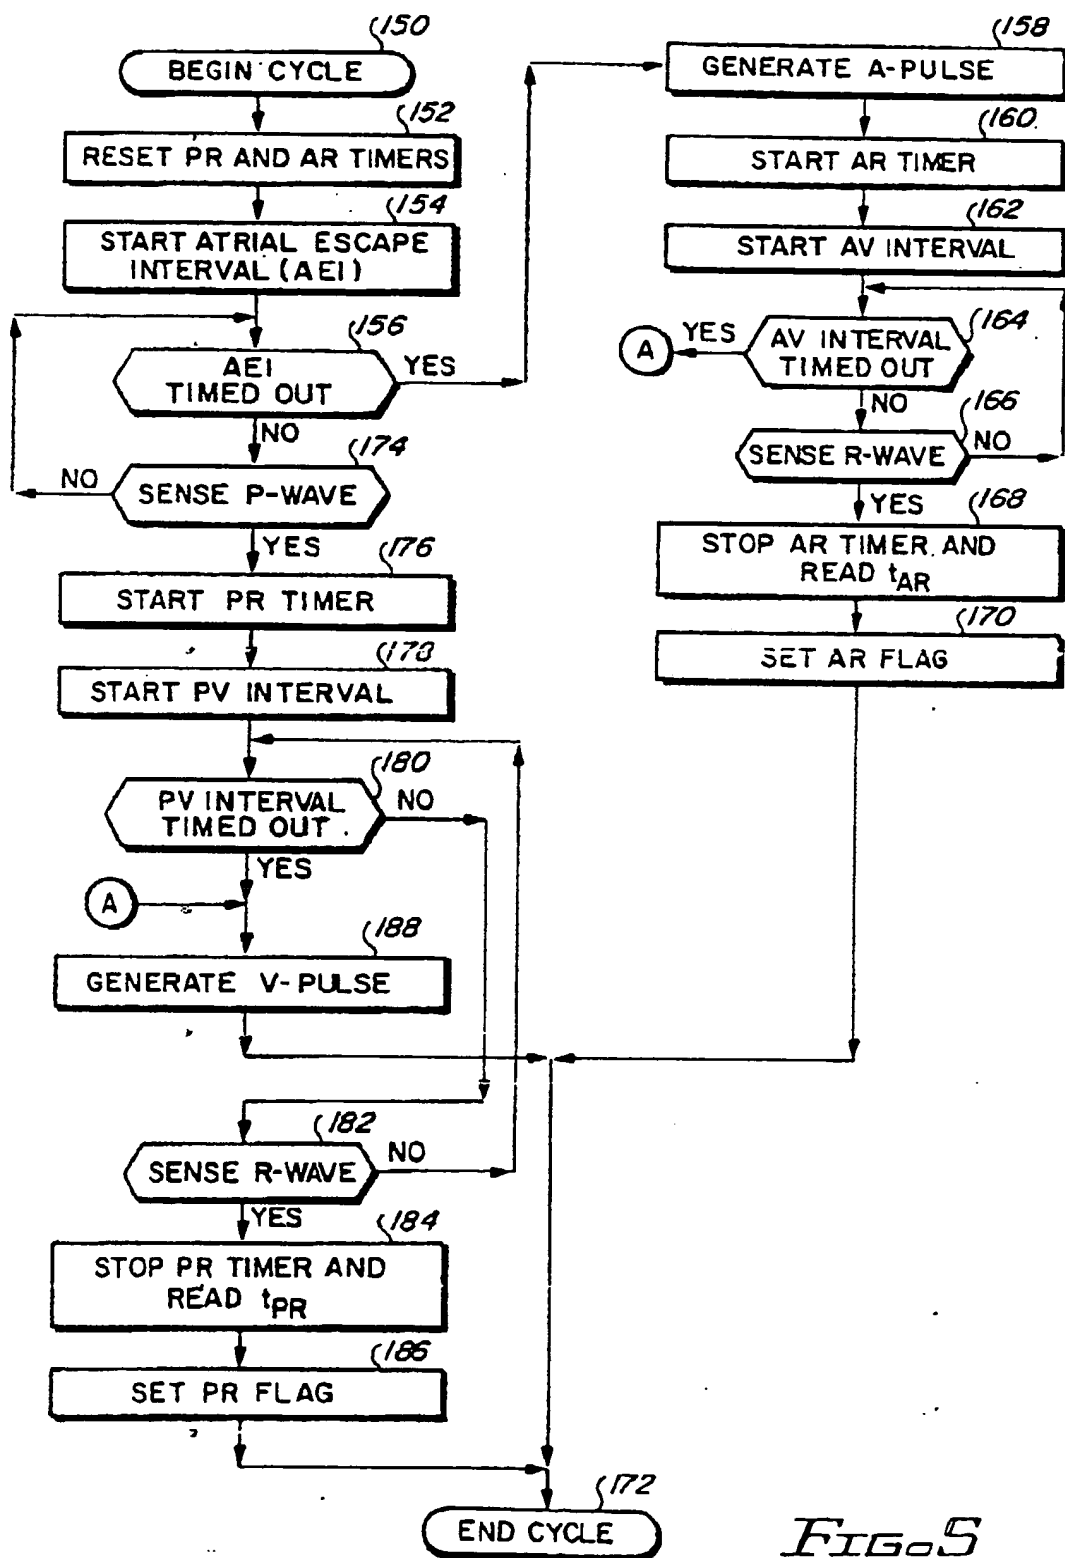 150
BEGIN CYCLE
152
RESET PR AND AR TIMERS
154
START ATRIAL ESCAPE
INTERVAL (AEI)
156
AEI
TIMED OUT
YES
NO
174
SENSE P-WAVE
NO
YES
176
START PR TIMER
178
START PV INTERVAL
180
PV INTERVAL
TIMED OUT
NO
YES
A
188
GENERATE V-PULSE
182
SENSE R-WAVE
NO
YES
184
STOP PR TIMER AND
READ tPR
186
SET PR FLAG
158
GENERATE A-PULSE
160
START AR TIMER
162
START AV INTERVAL
164
AV INTERVAL
TIMED OUT
YES
A
NO
166
SENSE R-WAVE
NO
YES
168
STOP AR TIMER AND
READ tAR
170
SET AR FLAG
172
END CYCLE
FIG. 5